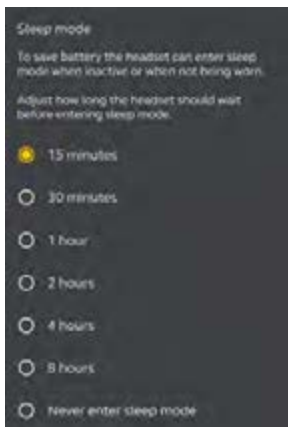 Sleep mode
To save battery the headset can enter sleep
mode when inactive or when not being worn.
Adjust how long the headset should wait
before entering sleep mode.
15 minutes
30 minutes
1 hour
2 hours
4 hours
8 hours
Never enter sleep mode